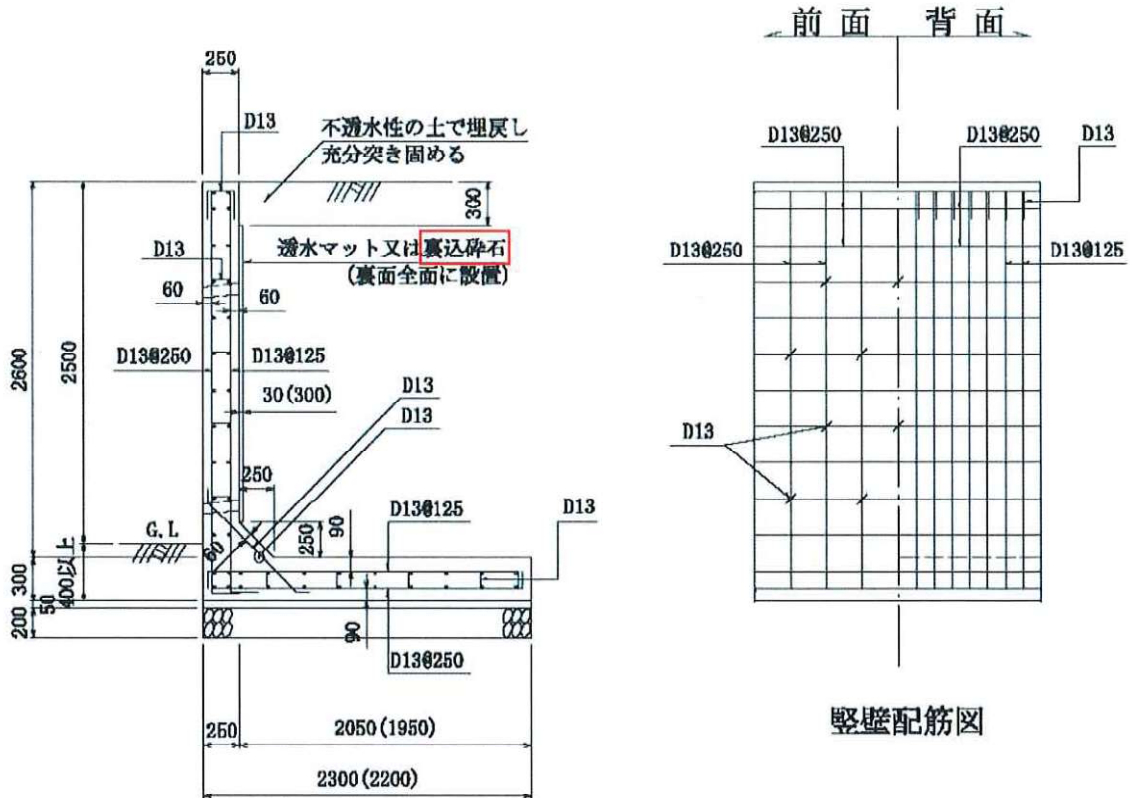 前面 背面
250
D13
不透水性の土で埋戻し
充分突き固める
300
透水マット又は裏込砕石
(裏面全面に設置)
D13
60
60
D13@250
D13@125
30(300)
D13
D13
2600
2500
250
250
90
D13@125
D13
60
G.L
300
400以上
50
200
90
D13@250
250
2050(1950)
2300(2200)
D13@250
D13@250
D13
D13@250
D13@125
D13
竪壁配筋図